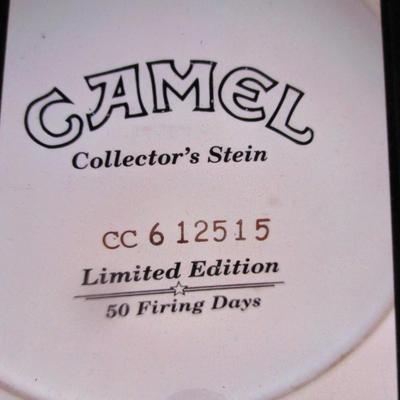 CAMEL
Collector's Stein
CC 6 12515
Limited Edition
50 Firing Days